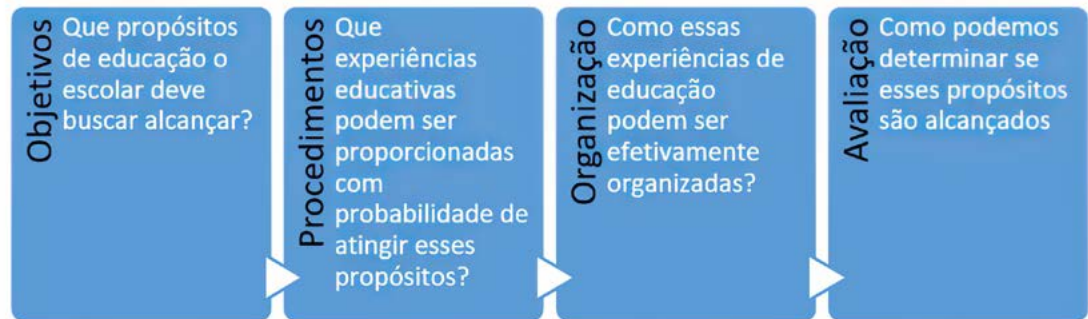 Objetivos
Que propósitos
de educação o
escolar deve
buscar alcançar?
Procedimentos
Que
experiências
educativas
podem ser
proporcionadas
com
probabilidade de
atingir esses
propósitos?
Organização
Como essas
experiências de
educação
podem ser
efetivamente
organizadas?
Avaliação
Como podemos
determinar se
esses propósitos
são alcançados